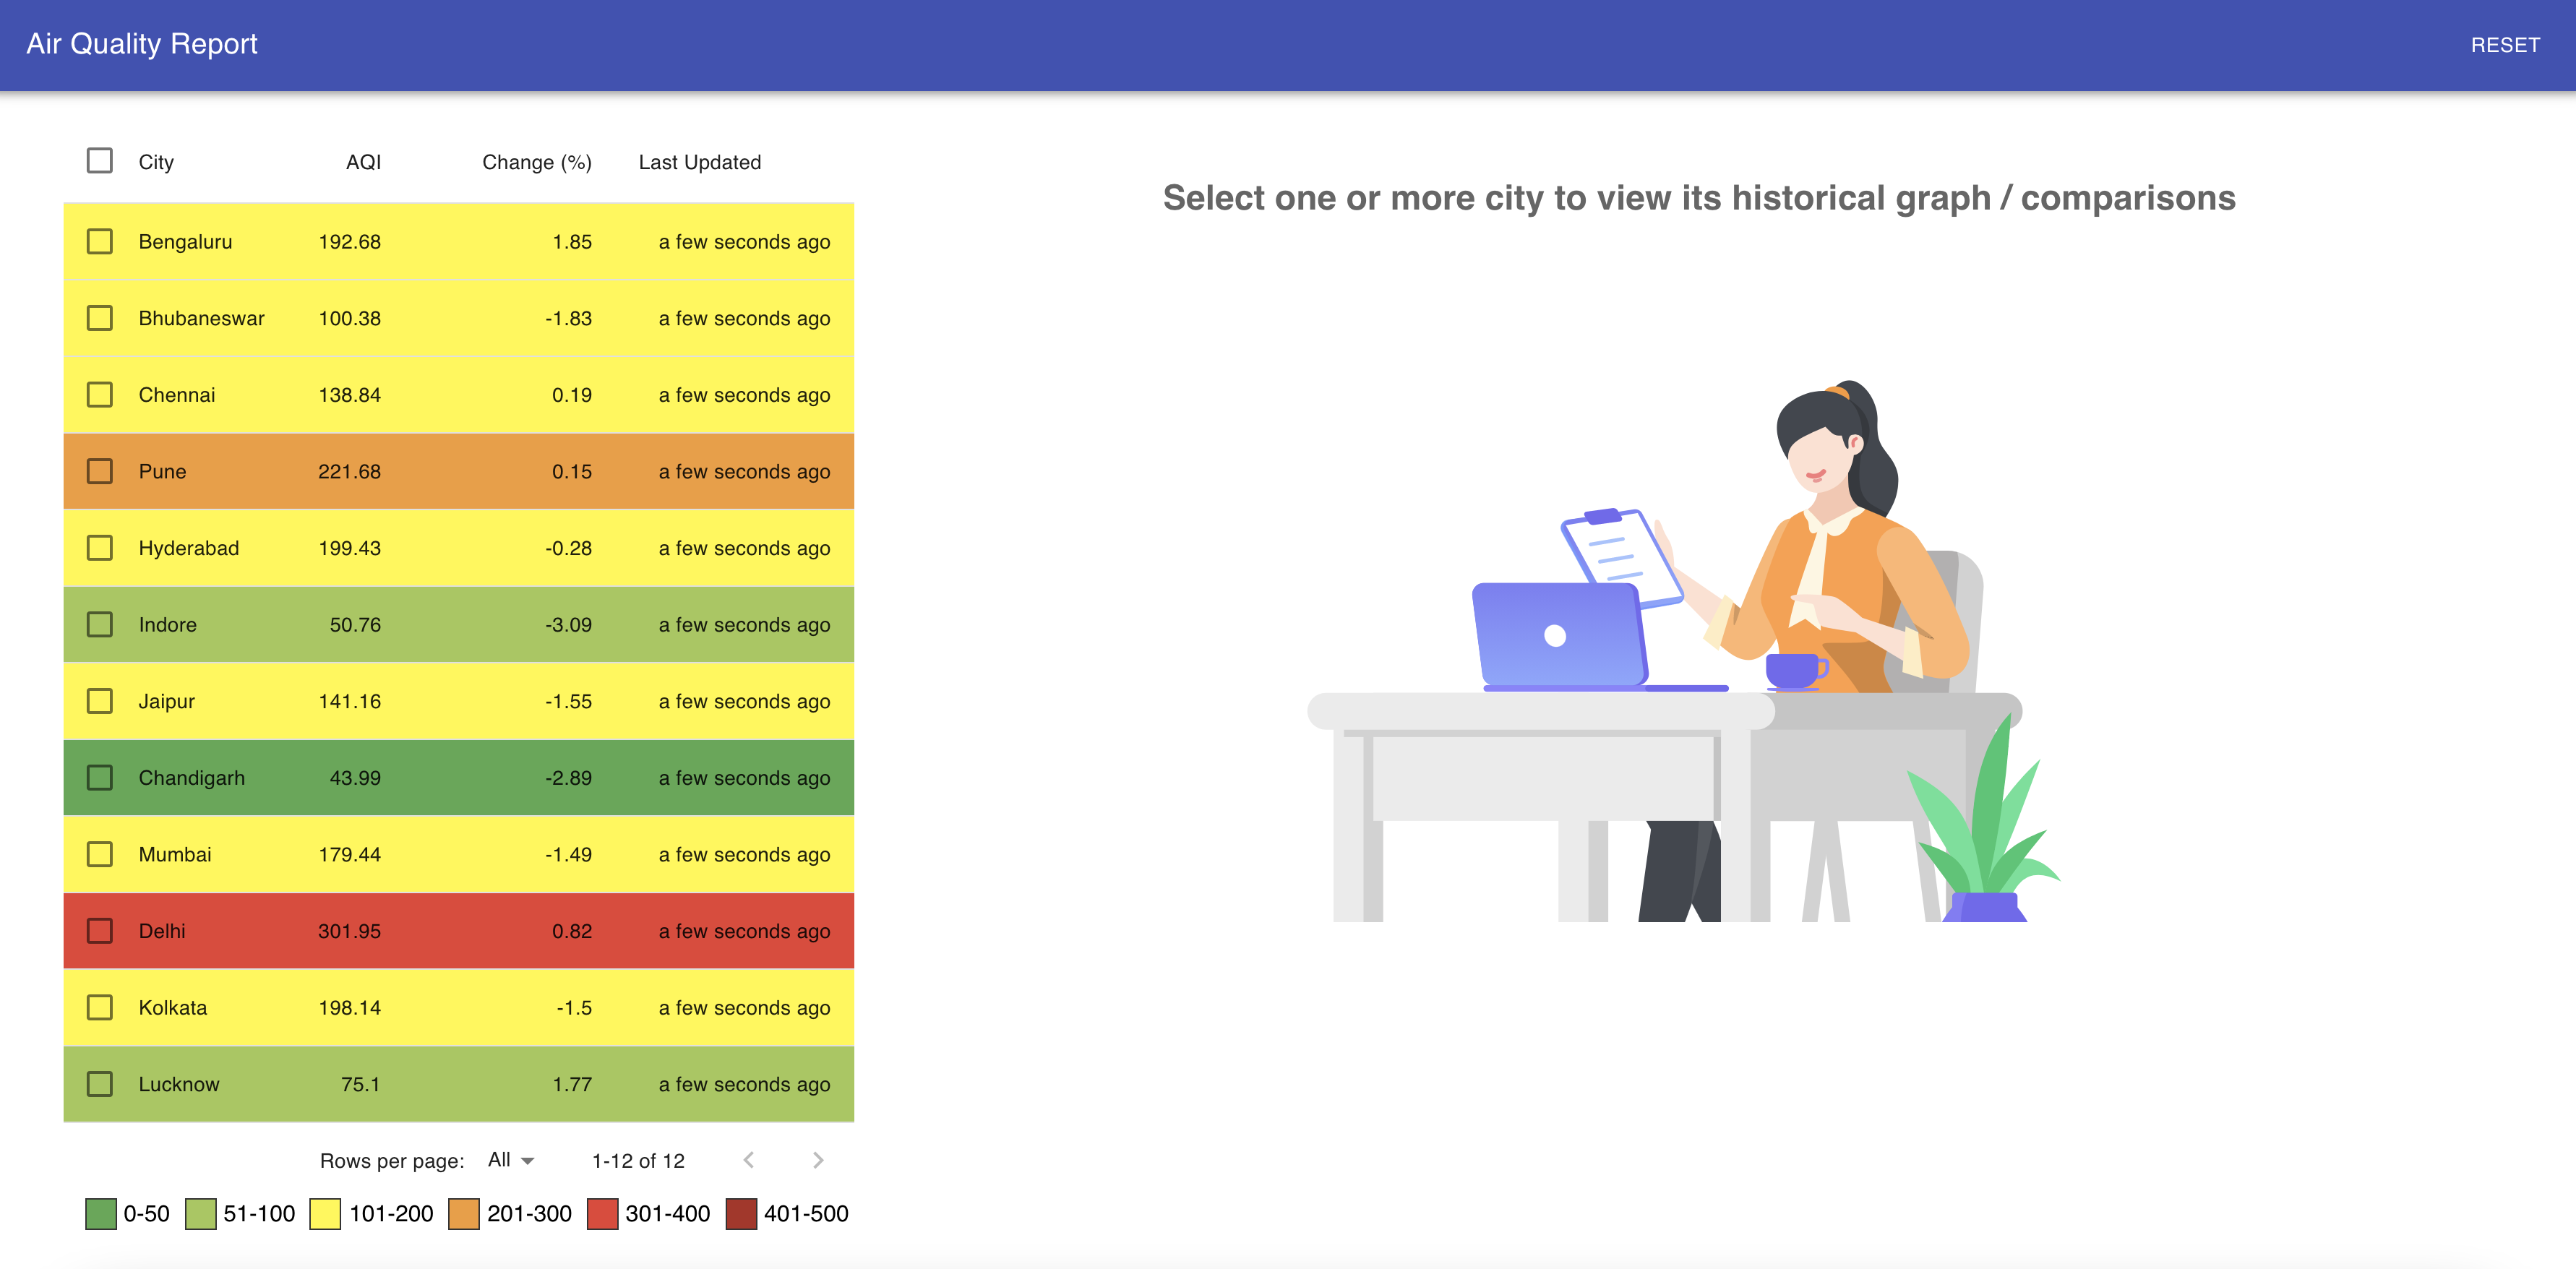 Air Quality Report RESET
City AQI Change (%) Last Updated
Select one or more city to view its historical graph / comparisons
Bengaluru 192.68 1.85 a few seconds ago
Bhubaneswar 100.38 -1.83 a few seconds ago
Chennai 138.84 0.19 a few seconds ago
Pune 221.68 0.15 a few seconds ago
Hyderabad 199.43 -0.28 a few seconds ago
Indore 50.76 -3.09 a few seconds ago
Jaipur 141.16 -1.55 a few seconds ago
Chandigarh 43.99 -2.89 a few seconds ago
Mumbai 179.44 -1.49 a few seconds ago
Delhi 301.95 0.82 a few seconds ago
Kolkata 198.14 -1.5 a few seconds ago
Lucknow 75.1 1.77 a few seconds ago
Rows per page: All 1-12 of 12
0-50 51-100 101-200 201-300 301-400 401-500